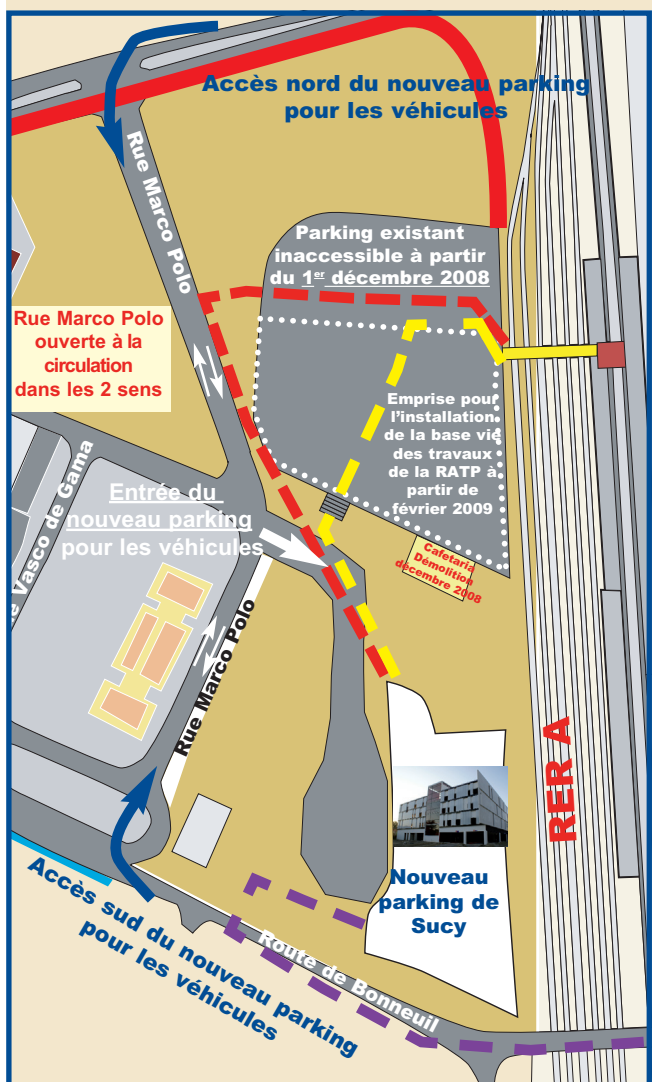 Accès nord du nouveau parking
pour les véhicules
Rue Marco Polo
Parking existant
inaccessible à partir
du 1er décembre 2008
Rue Marco Polo
ouverte à la
circulation
dans les 2 sens
Emprise pour
l'installation
de la base vie
des travaux
de la RATP à
partir de
février 2009
Entrée du
nouveau parking
pour les véhicules
e Vasco de Gama
Cafetaria
Démolition
décembre 2008
Rue Marco Polo
RER A
Nouveau
parking de
Sucy
Accès sud du nouveau parking
pour les véhicules
Route de Bonneuil